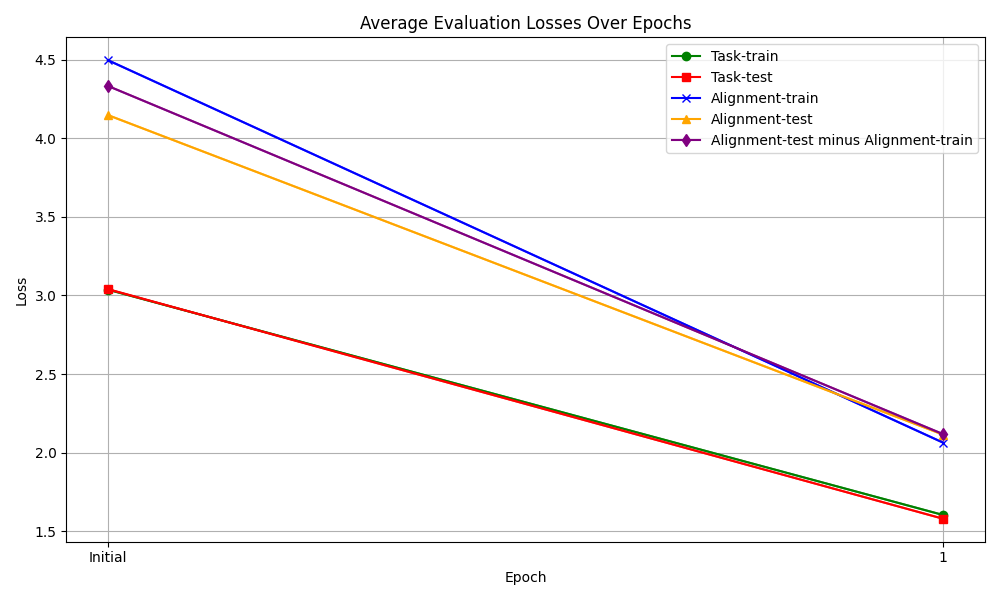 Average Evaluation Losses Over Epochs
Task-train
Task-test
Alignment-train
Alignment-test
Alignment-test minus Alignment-train
4.5
4.0
3.5
3.0
2.5
2.0
1.5
Loss
Initial
1
Epoch